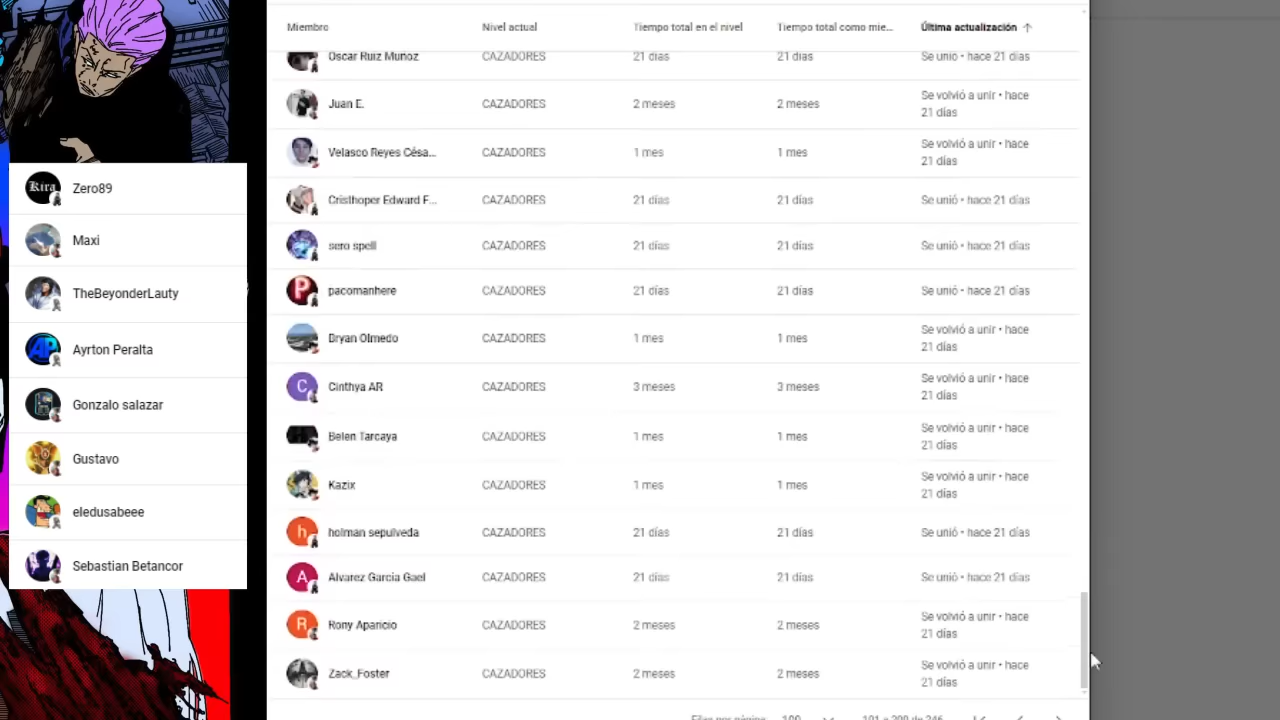 Kira
Zero89
Maxi
TheBeyonderLauty
Ayrton Peralta
Gonzalo salazar
Gustavo
eledusabeee
Sebastian Betancor
Miembro Nivel actual Tiempo total en el nivel Tiempo total como mie... Última actualización
Oscar Ruiz Munoz CAZADORES 21 días 21 días Se unió • hace 21 días
Juan E. CAZADORES 2 meses 2 meses Se volvió a unir • hace
21 días
Velasco Reyes Césa... CAZADORES 1 mes 1 mes Se volvió a unir • hace
21 días
Cristhoper Edward F... CAZADORES 21 días 21 días Se unió • hace 21 días
sero spell CAZADORES 21 días 21 días Se unió • hace 21 días
P pacomanhere CAZADORES 21 días 21 días Se unió • hace 21 días
Bryan Olmedo CAZADORES 1 mes 1 mes Se volvió a unir • hace
21 días
C Cinthya AR CAZADORES 3 meses 3 meses Se volvió a unir • hace
21 días
Belen Tarcaya CAZADORES 1 mes 1 mes Se volvió a unir • hace
21 días
Kazix CAZADORES 1 mes 1 mes Se volvió a unir • hace
21 días
h holman sepulveda CAZADORES 21 días 21 días Se unió • hace 21 días
A Alvarez Garcia Gael CAZADORES 21 días 21 días Se unió • hace 21 días
R Rony Aparicio CAZADORES 2 meses 2 meses Se volvió a unir • hace
21 días
Zack_Foster CAZADORES 2 meses 2 meses Se volvió a unir • hace
21 días
Filas por página: 100